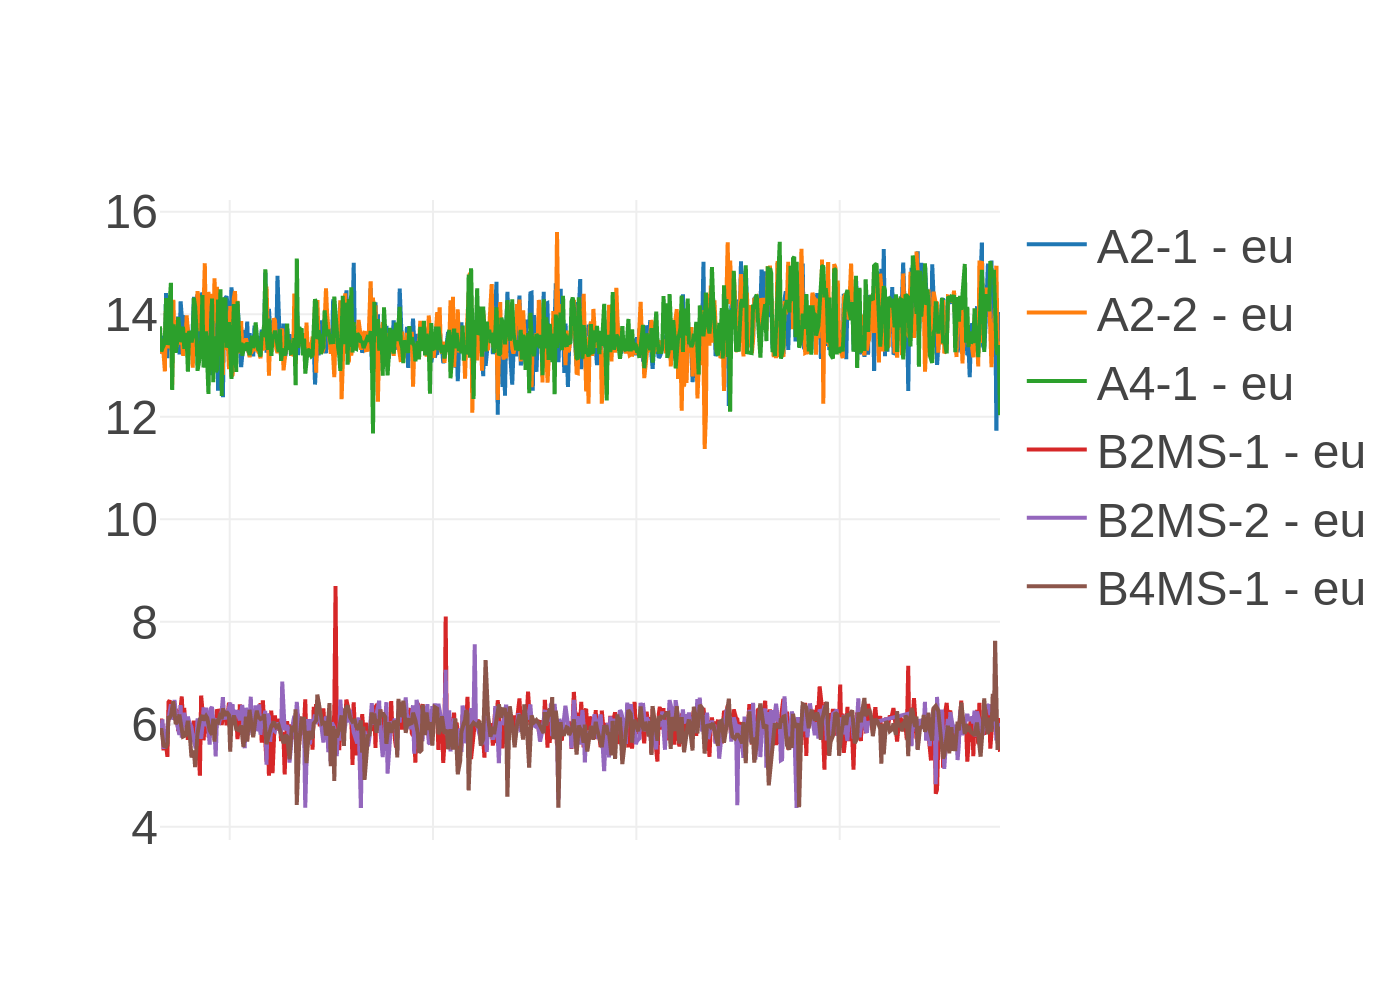 16
14
12
10
8
6
4
A2-1 - eu
A2-2 - eu
A4-1 - eu
B2MS-1 - eu
B2MS-2 - eu
B4MS-1 - eu